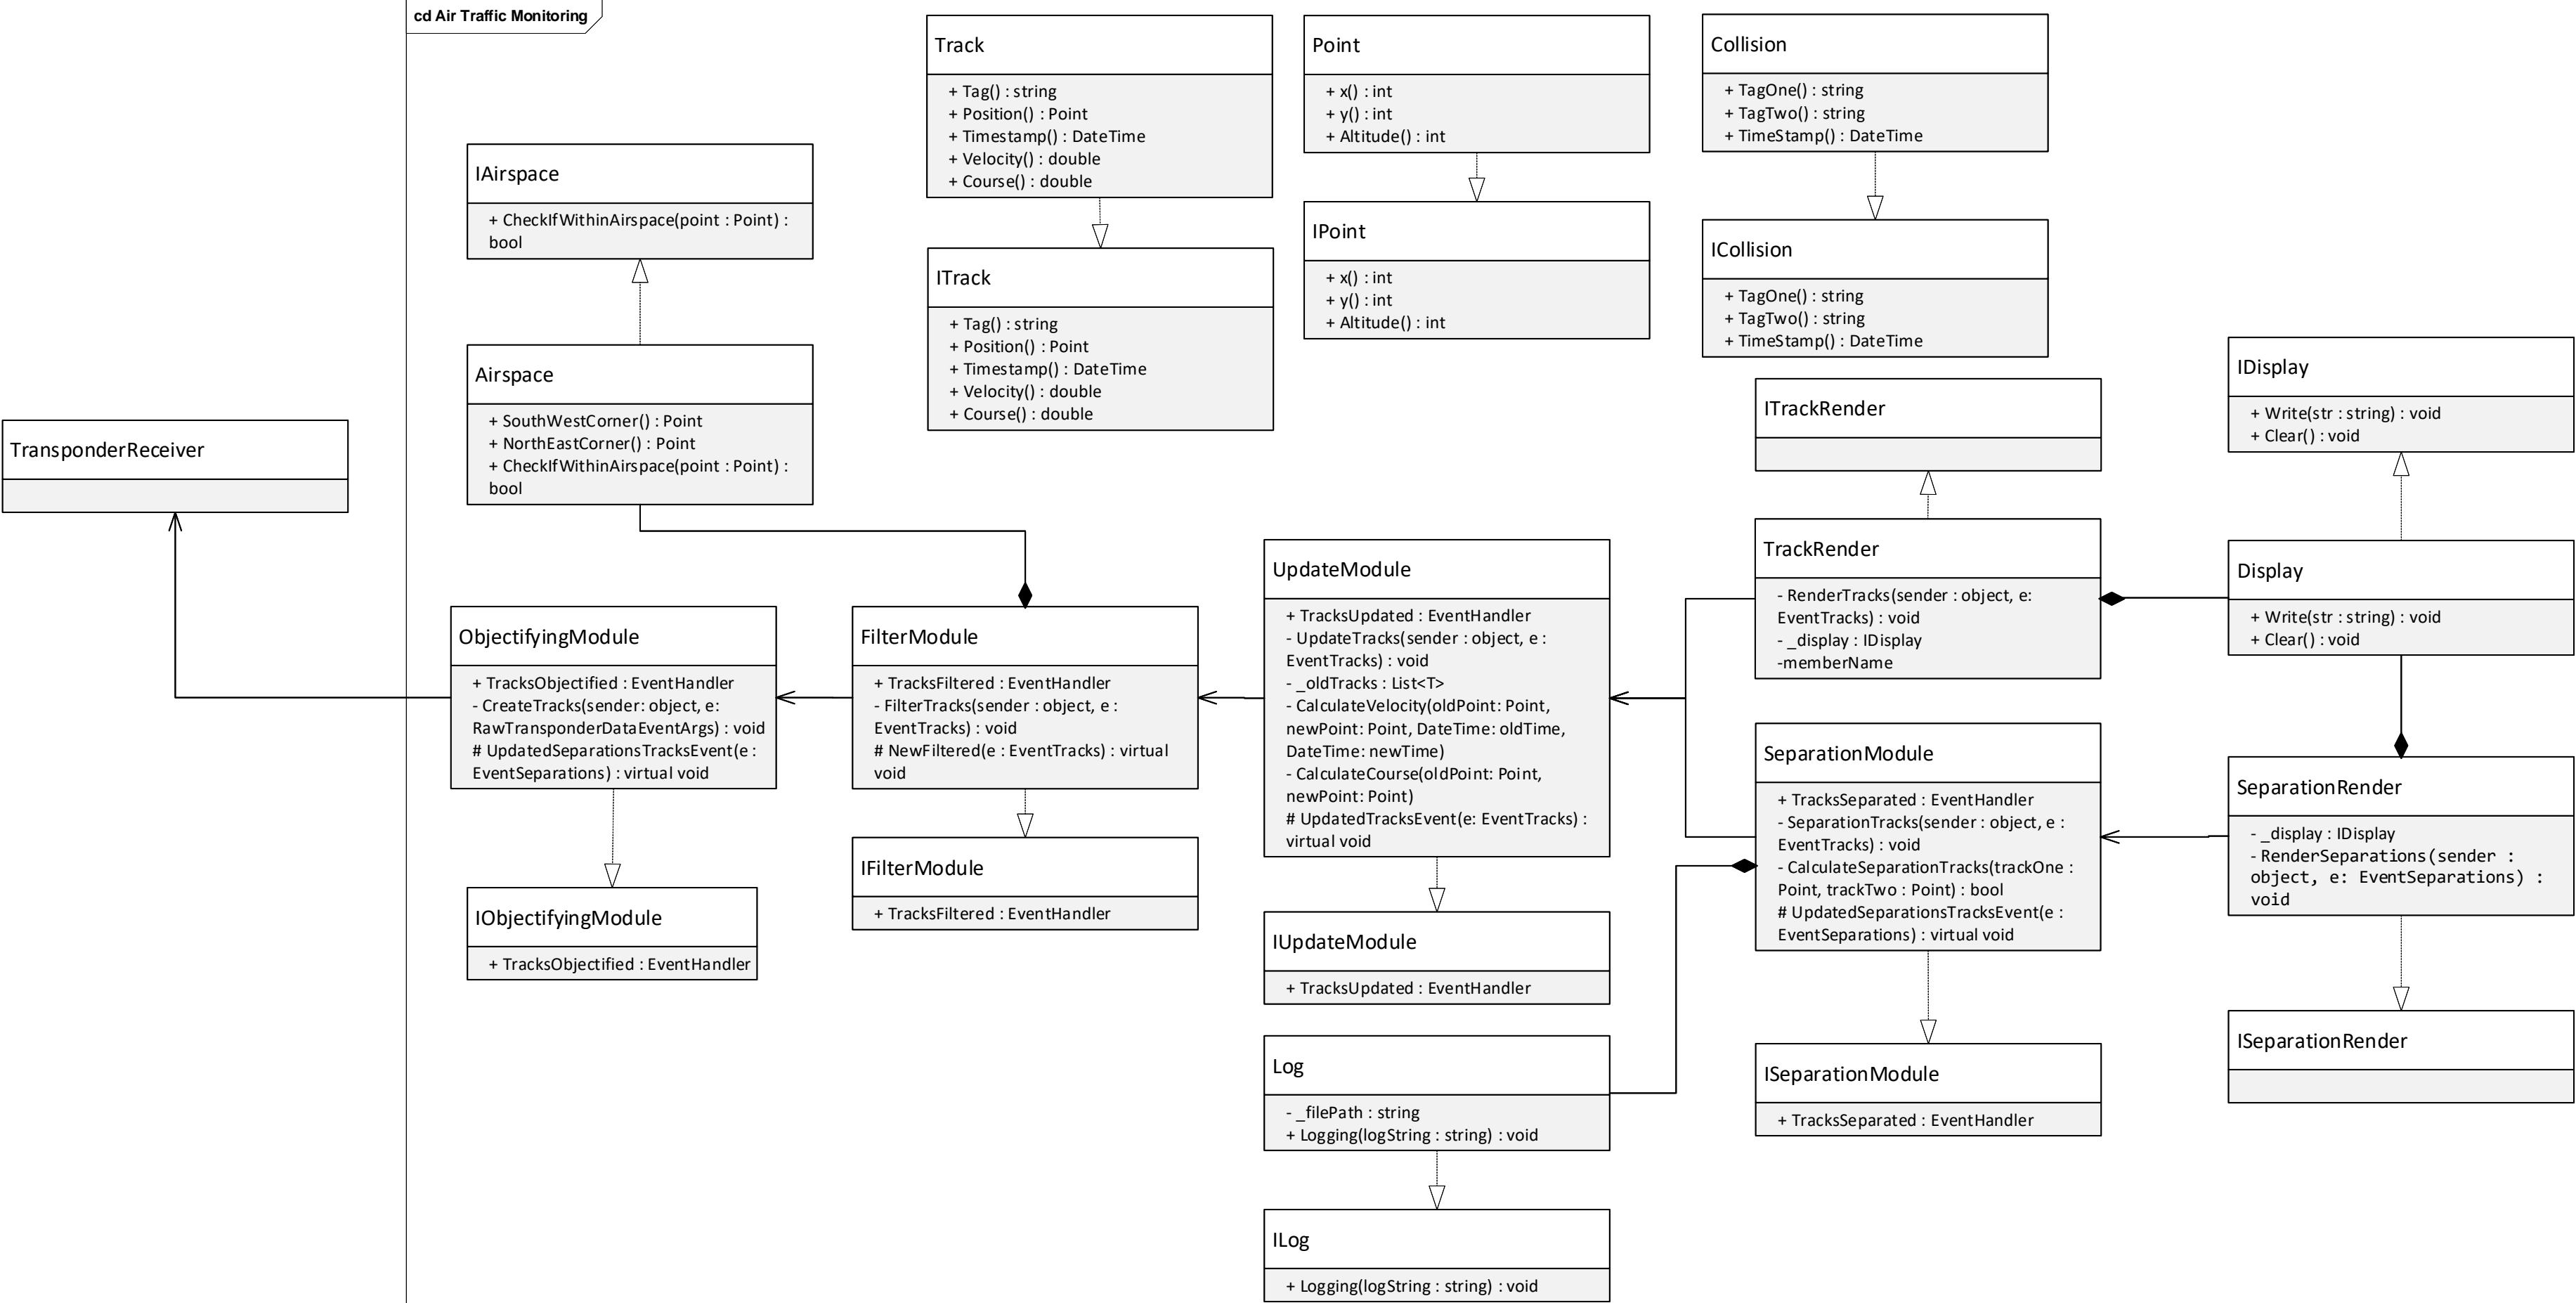 cd Air Traffic Monitoring
Track
+ Tag() : string
+ Position() : Point
+ Timestamp() : DateTime
+ Velocity() : double
+ Course() : double
Point
+ x() : int
+ y() : int
+ Altitude() : int
Collision
+ TagOne() : string
+ TagTwo() : string
+ TimeStamp() : DateTime
IAirspace
+ CheckIfWithinAirspace(point : Point) :
bool
ITrack
+ Tag() : string
+ Position() : Point
+ Timestamp() : DateTime
+ Velocity() : double
+ Course() : double
IPoint
+ x() : int
+ y() : int
+ Altitude() : int
ICollision
+ TagOne() : string
+ TagTwo() : string
+ TimeStamp() : DateTime
Airspace
+ SouthWestCorner() : Point
+ NorthEastCorner() : Point
+ CheckIfWithinAirspace(point : Point) :
bool
ITrackRender
IDisplay
+ Write(str : string) : void
+ Clear() : void
TransponderReceiver
ObjectifyingModule
+ TracksObjectified : EventHandler
- CreateTracks(sender: object, e:
RawTransponderDataEventArgs) : void
# UpdatedSeparationsTracksEvent(e :
EventSeparations) : virtual void
FilterModule
+ TracksFiltered : EventHandler
- FilterTracks(sender : object, e :
EventTracks) : void
# NewFiltered(e : EventTracks) : virtual
void
UpdateModule
+ TracksUpdated : EventHandler
- UpdateTracks(sender : object, e :
EventTracks) : void
- _oldTracks : List<T>
- CalculateVelocity(oldPoint: Point,
newPoint: Point, DateTime: oldTime,
DateTime: newTime)
- CalculateCourse(oldPoint: Point,
newPoint: Point)
# UpdatedTracksEvent(e: EventTracks) :
virtual void
TrackRender
- RenderTracks(sender : object, e:
EventTracks) : void
- _display : IDisplay
-memberName
Display
+ Write(str : string) : void
+ Clear() : void
SeparationModule
+ TracksSeparated : EventHandler
- SeparationTracks(sender : object, e :
EventTracks) : void
- CalculateSeparationTracks(trackOne :
Point, trackTwo : Point) : bool
# UpdatedSeparationsTracksEvent(e :
EventSeparations) : virtual void
SeparationRender
- _display : IDisplay
- RenderSeparations(sender :
object, e: EventSeparations) :
void
IObjectifyingModule
+ TracksObjectified : EventHandler
IFilterModule
+ TracksFiltered : EventHandler
IUpdateModule
+ TracksUpdated : EventHandler
Log
- _filePath : string
+ Logging(logString : string) : void
ISeparationModule
+ TracksSeparated : EventHandler
ISeparationRender
ILog
+ Logging(logString : string) : void